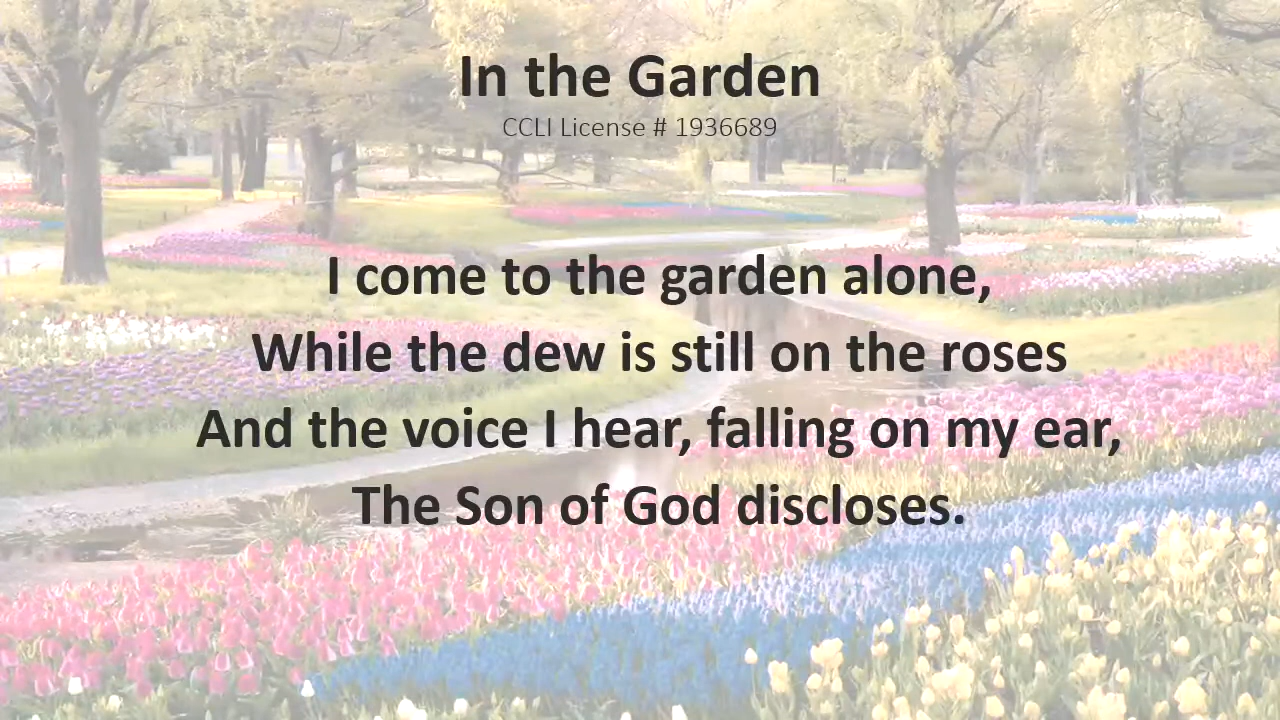 In the Garden
CCLI License # 1936689
I come to the garden alone,
While the dew is still on the roses
And the voice I hear, falling on my ear,
The Son of God discloses.